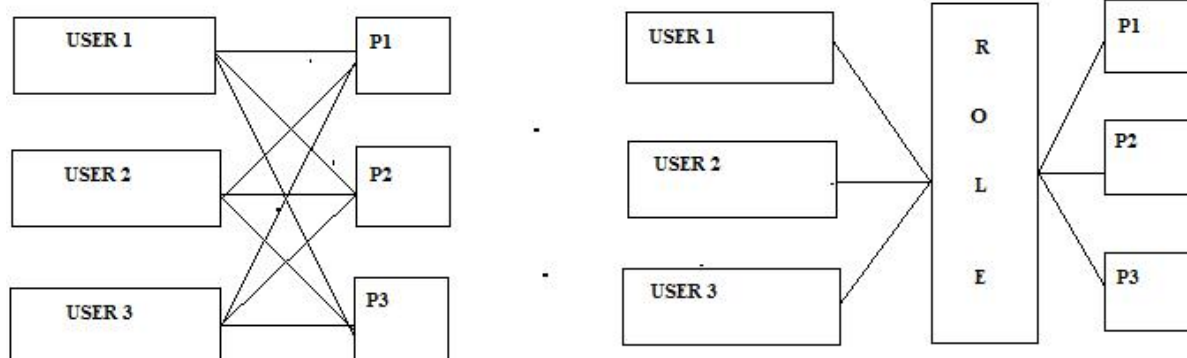 USER 1
P1
USER 2
P2
USER 3
P3
USER 1
USER 2
USER 3
R
O
L
E
P1
P2
P3